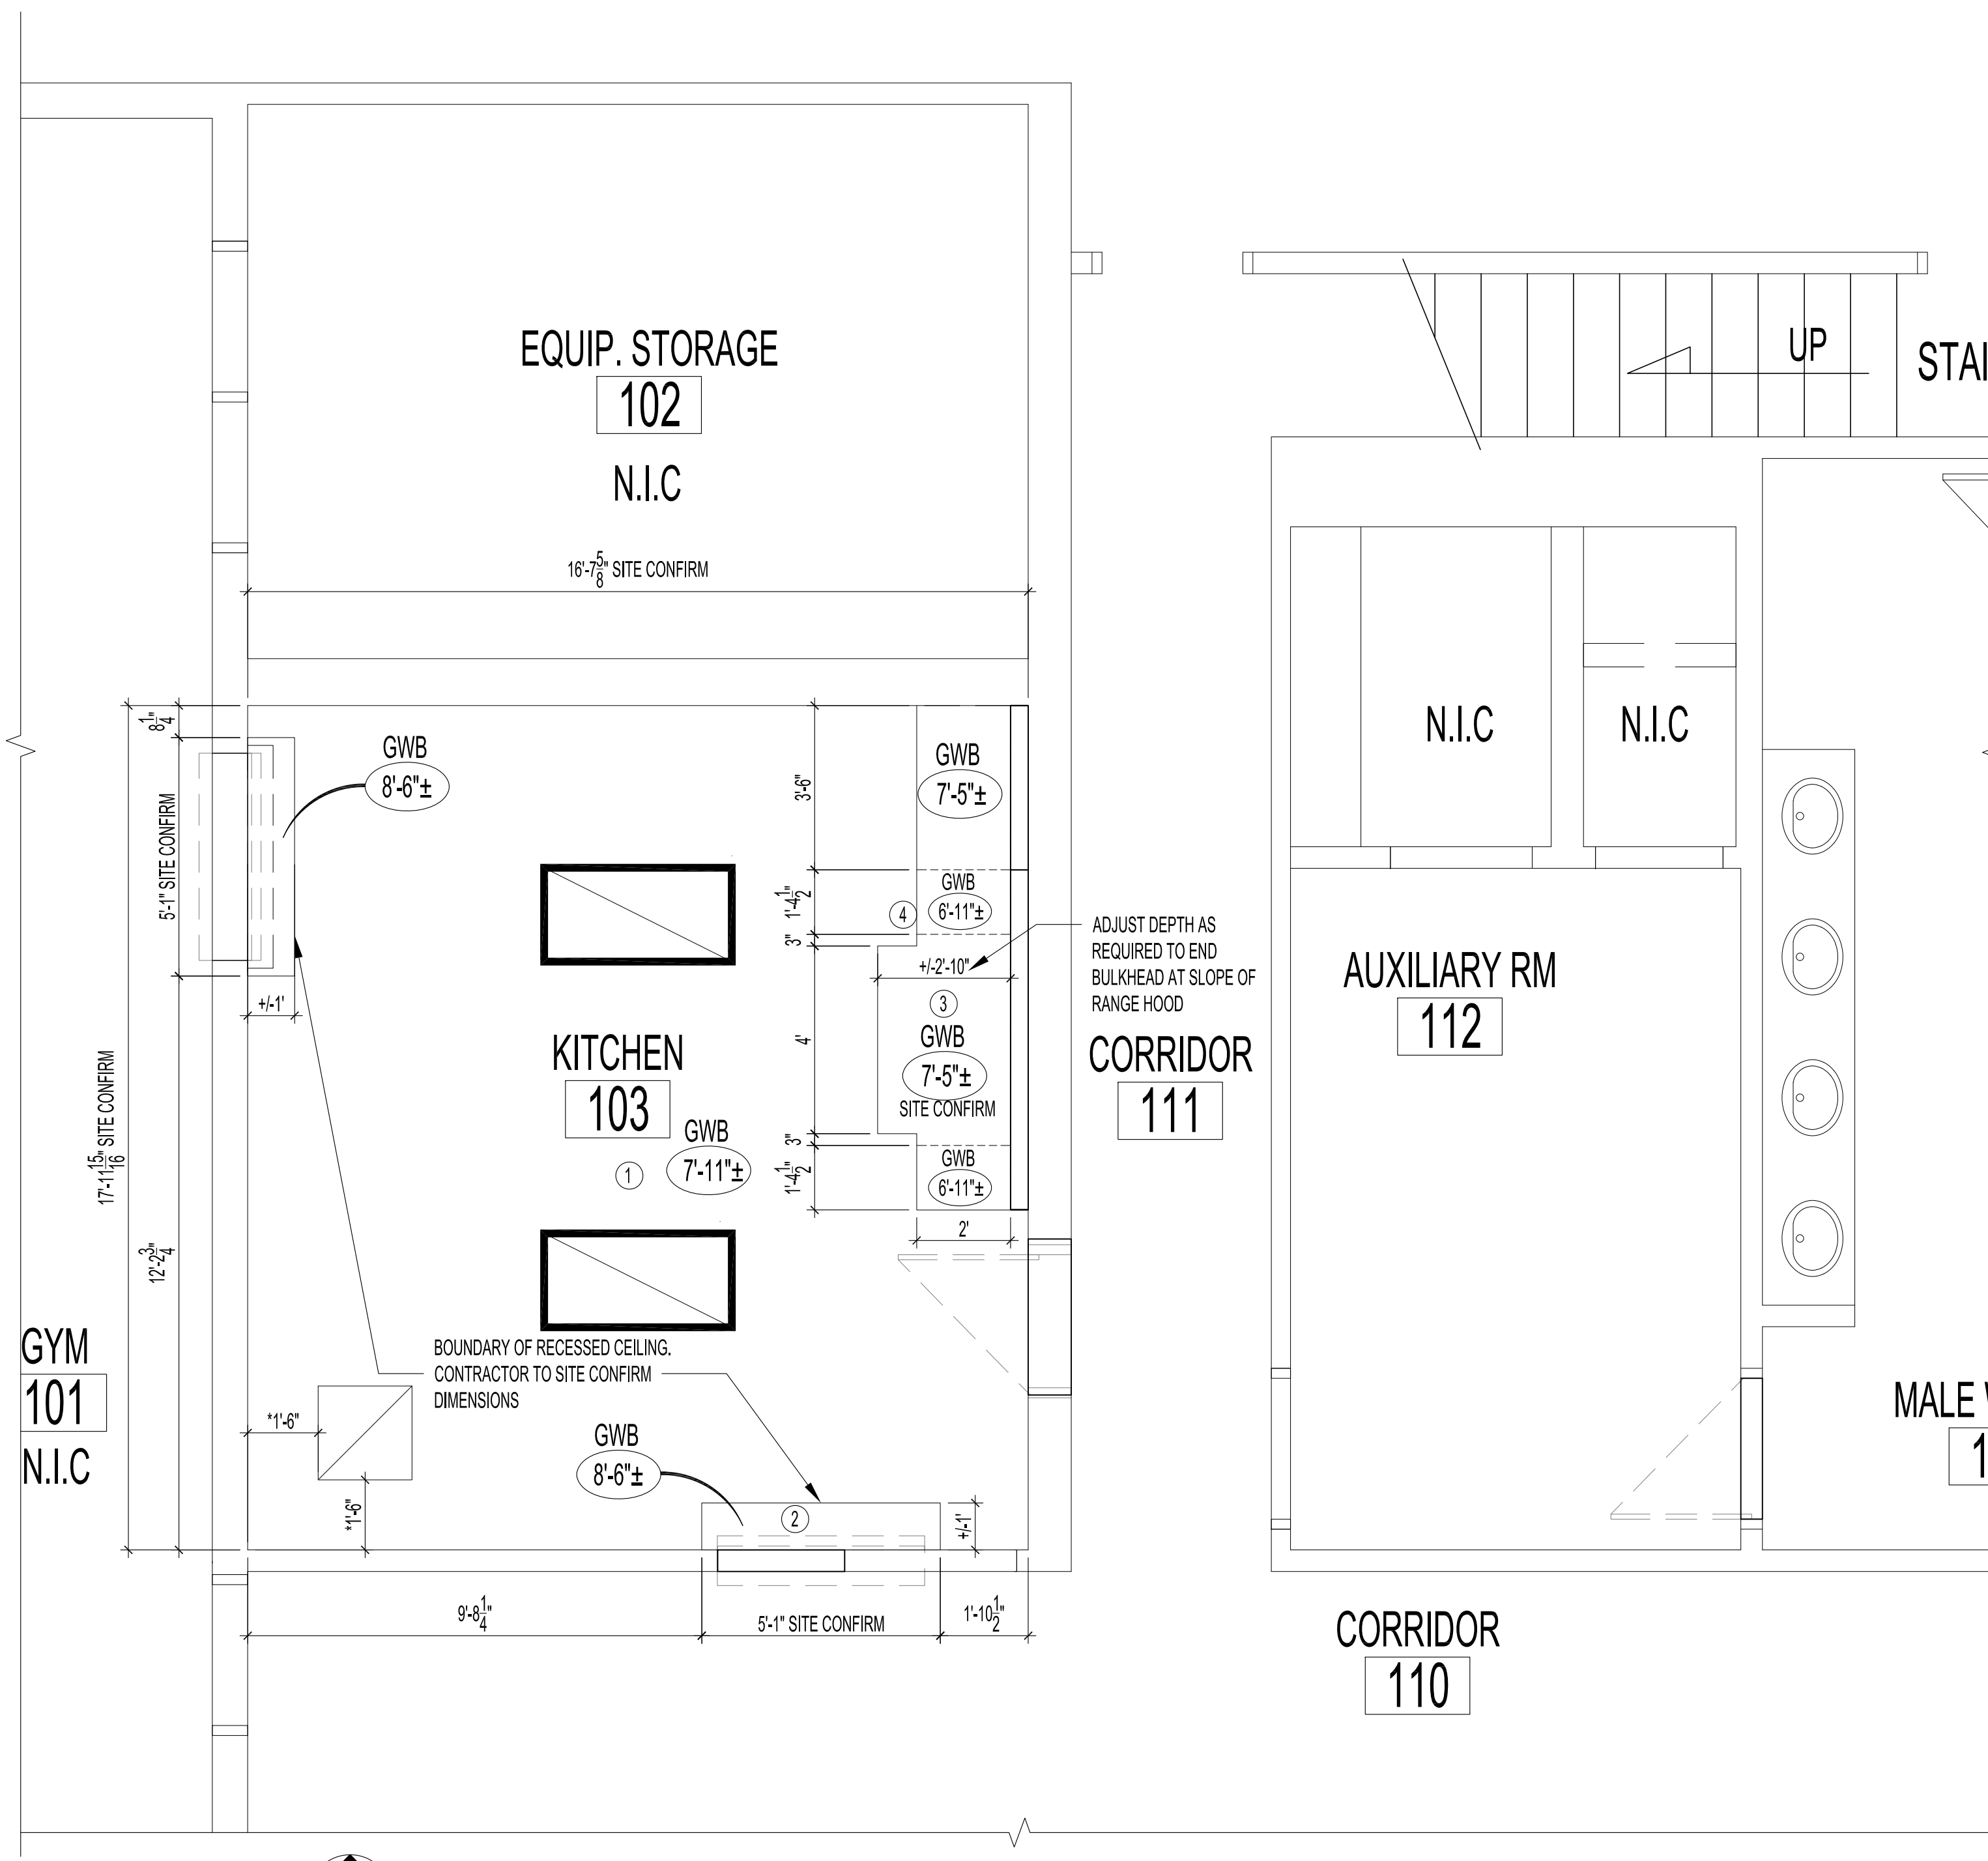 EQUIP. STORAGE
102
N.I.C
16'-7 5/8" SITE CONFIRM
UP
STAI
N.I.C
N.I.C
8 1/4"
5'-1" SITE CONFIRM
17'-11 15/16" SITE CONFIRM
12'-2 3/4"
GWB
8'-6"±
+/-1'
3'-6"
1'-4 1/2"
3"
4'
3"
1'-4 1/2"
GWB
7'-5"±
GWB
6'-11"±
4
+/-2'-10"
3
GWB
7'-5"±
SITE CONFIRM
GWB
6'-11"±
2'
ADJUST DEPTH AS
REQUIRED TO END
BULKHEAD AT SLOPE OF
RANGE HOOD
KITCHEN
103
GWB
7'-11"±
1
CORRIDOR
111
AUXILIARY RM
112
GYM
101
N.I.C
BOUNDARY OF RECESSED CEILING.
CONTRACTOR TO SITE CONFIRM
DIMENSIONS
*1'-6"
*1'-6"
GWB
8'-6"±
2
+/-1'
9'-8 1/4"
5'-1" SITE CONFIRM
1'-10 1/2"
MALE
1
CORRIDOR
110